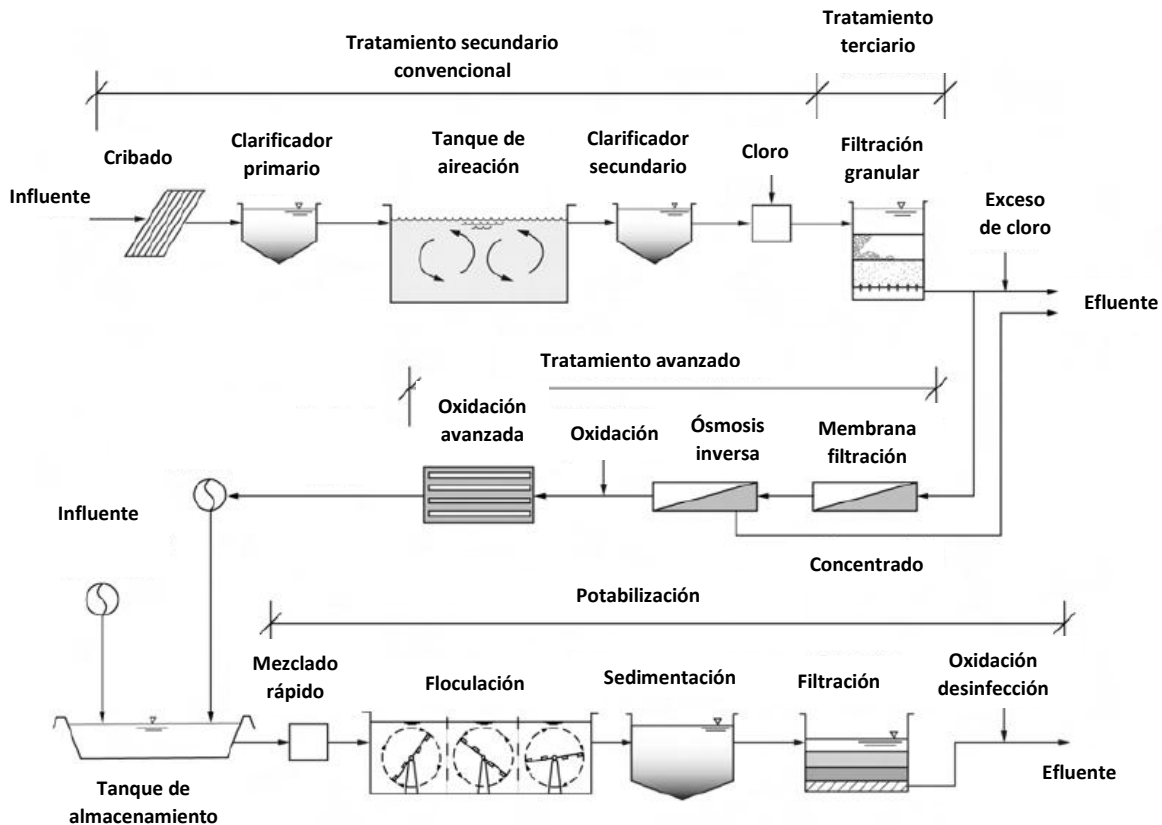 Tratamiento secundario
convencional
Tratamiento
terciario
Cribado
Clarificador
primario
Tanque de
aireación
Clarificador
secundario
Cloro
Filtración
granular
Influente
Exceso
de cloro
Efluente
Tratamiento avanzado
Oxidación
avanzada
Oxidación
Ósmosis
inversa
Membrana
filtración
Influente
Concentrado
Potabilización
Mezclado
rápido
Floculación
Sedimentación
Filtración
Oxidación
desinfección
Efluente
Tanque de
almacenamiento